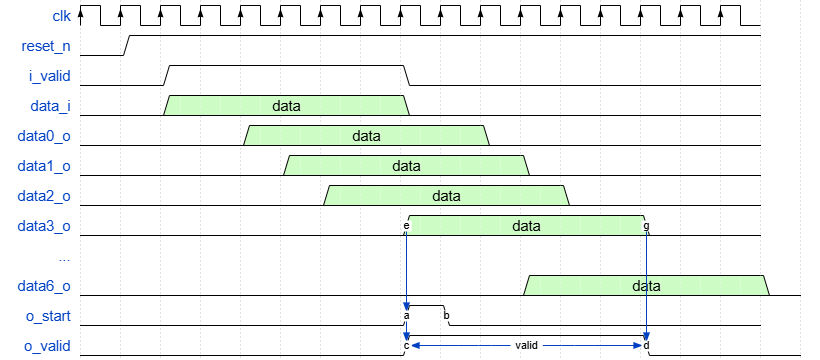 clk
reset_n
i_valid
data_i data
data0_o data
data1_o data
data2_o data
data3_o e data g
...
data6_o data
o_start a b
o_valid c valid d